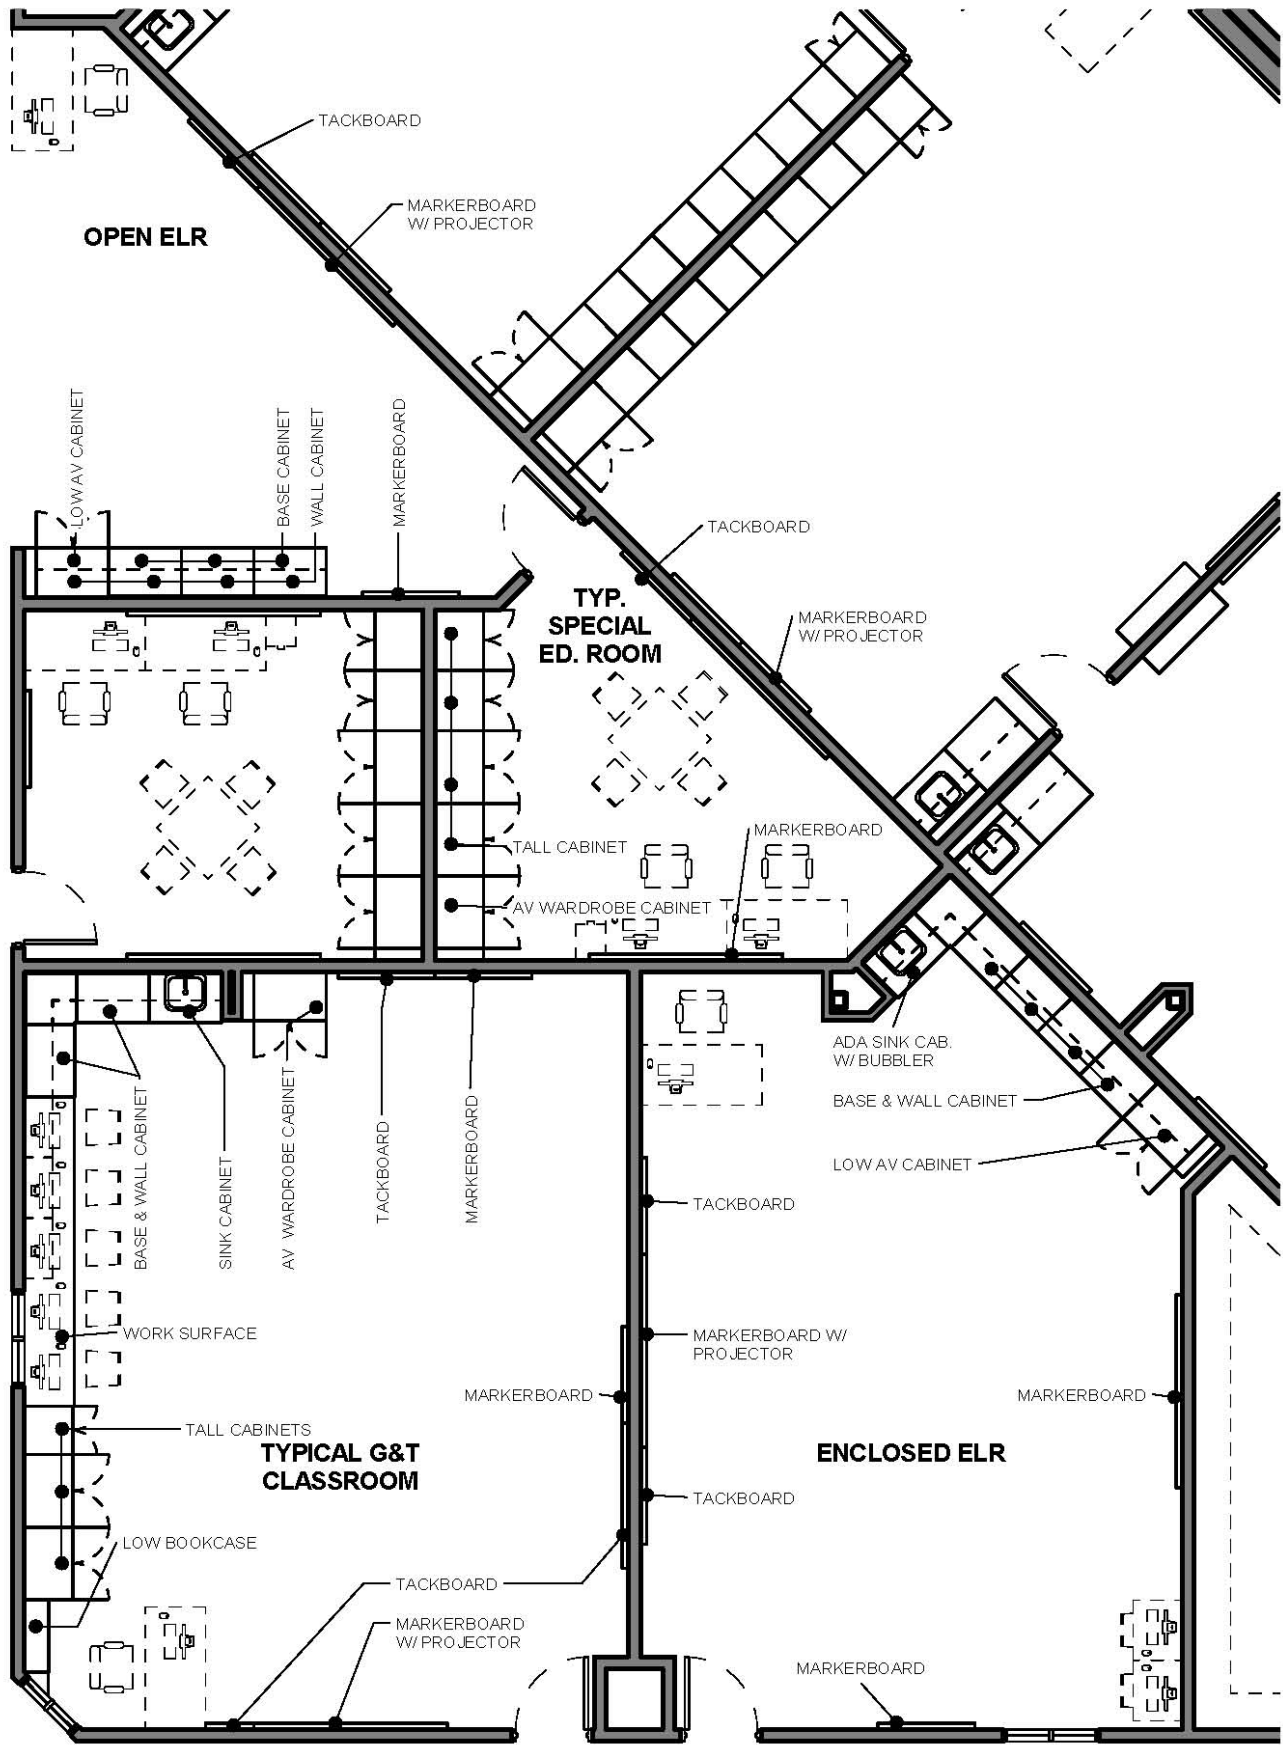 TACKBOARD
MARKERBOARD
W/ PROJECTOR
OPEN ELR
LOW AV CABINET
BASE CABINET
WALL CABINET
MARKERBOARD
TACKBOARD
TYP.
SPECIAL
ED. ROOM
MARKERBOARD
W/ PROJECTOR
MARKERBOARD
TALL CABINET
AV WARDROBE CABINET
ADA SINK CAB.
W/ BUBBLER
BASE & WALL CABINET
LOW AV CABINET
BASE & WALL CABINET
SINK CABINET
AV WARDROBE CABINET
TACKBOARD
MARKERBOARD
TACKBOARD
WORK SURFACE
MARKERBOARD W/
PROJECTOR
MARKERBOARD
MARKERBOARD
TALL CABINETS
TYPICAL G&T
CLASSROOM
ENCLOSED ELR
TACKBOARD
LOW BOOKCASE
TACKBOARD
MARKERBOARD
W/ PROJECTOR
MARKERBOARD